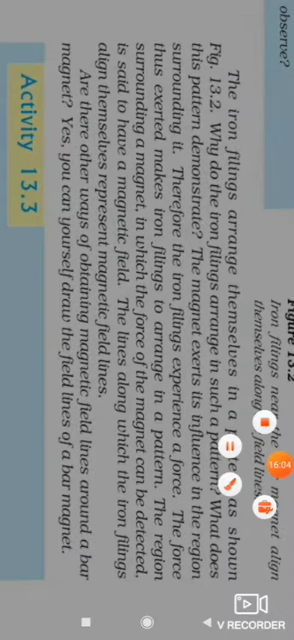 observe?
Figure 13.2
Iron filings near the magnet align
themselves along field lines
The iron filings arrange themselves in a as shown
Fig. 13.2. Why do the iron filings arrange in such a pattern? What does
this pattern demonstrate? The magnet exerts its influence in the region
surrounding it. Therefore the iron filings experience a force. The force
thus exerted makes iron filings to arrange in a pattern. The region
surrounding a magnet, in which the force of the magnet can be detected,
is said to have a magnetic field. The lines along which the iron filings
align themselves represent magnetic field lines.
Are there other ways of obtaining magnetic field lines around a bar
magnet? Yes, you can yourself draw the field lines of a bar magnet.
Activity 13.3
16:04
V RECORDER